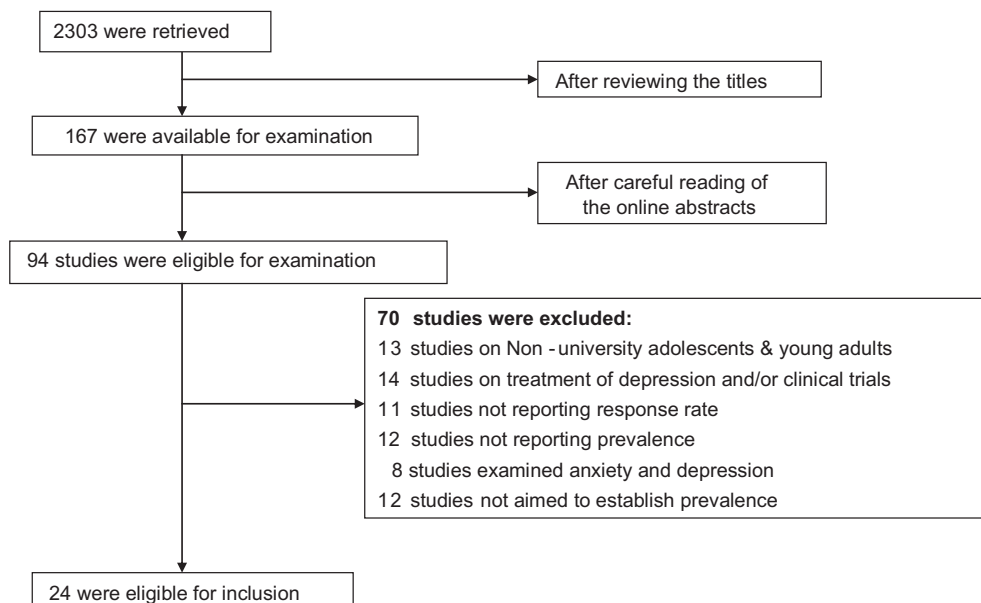 2303 were retrieved
After reviewing the titles
167 were available for examination
After careful reading of
the online abstracts
94 studies were eligible for examination
70 studies were excluded:
13 studies on Non - university adolescents & young adults
14 studies on treatment of depression and/or clinical trials
11 studies not reporting response rate
12 studies not reporting prevalence
8 studies examined anxiety and depression
12 studies not aimed to establish prevalence
24 were eligible for inclusion